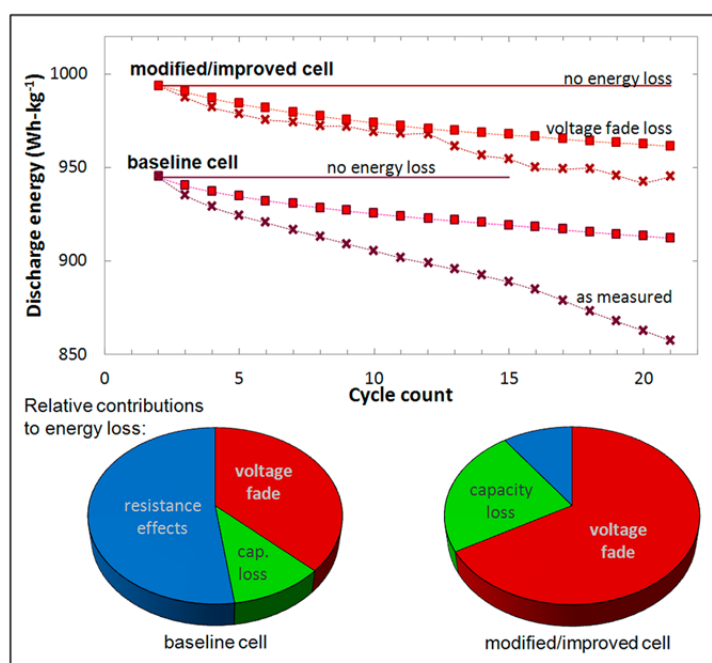 1000
modified/improved cell
no energy loss
voltage fade loss
950
baseline cell
no energy loss
Discharge energy (Wh-kg⁻¹)
900
as measured
850
0 5 10 15 20
Cycle count
Relative contributions
to energy loss:
resistance
effects
voltage
fade
cap.
loss
baseline cell
capacity
loss
voltage
fade
modified/improved cell